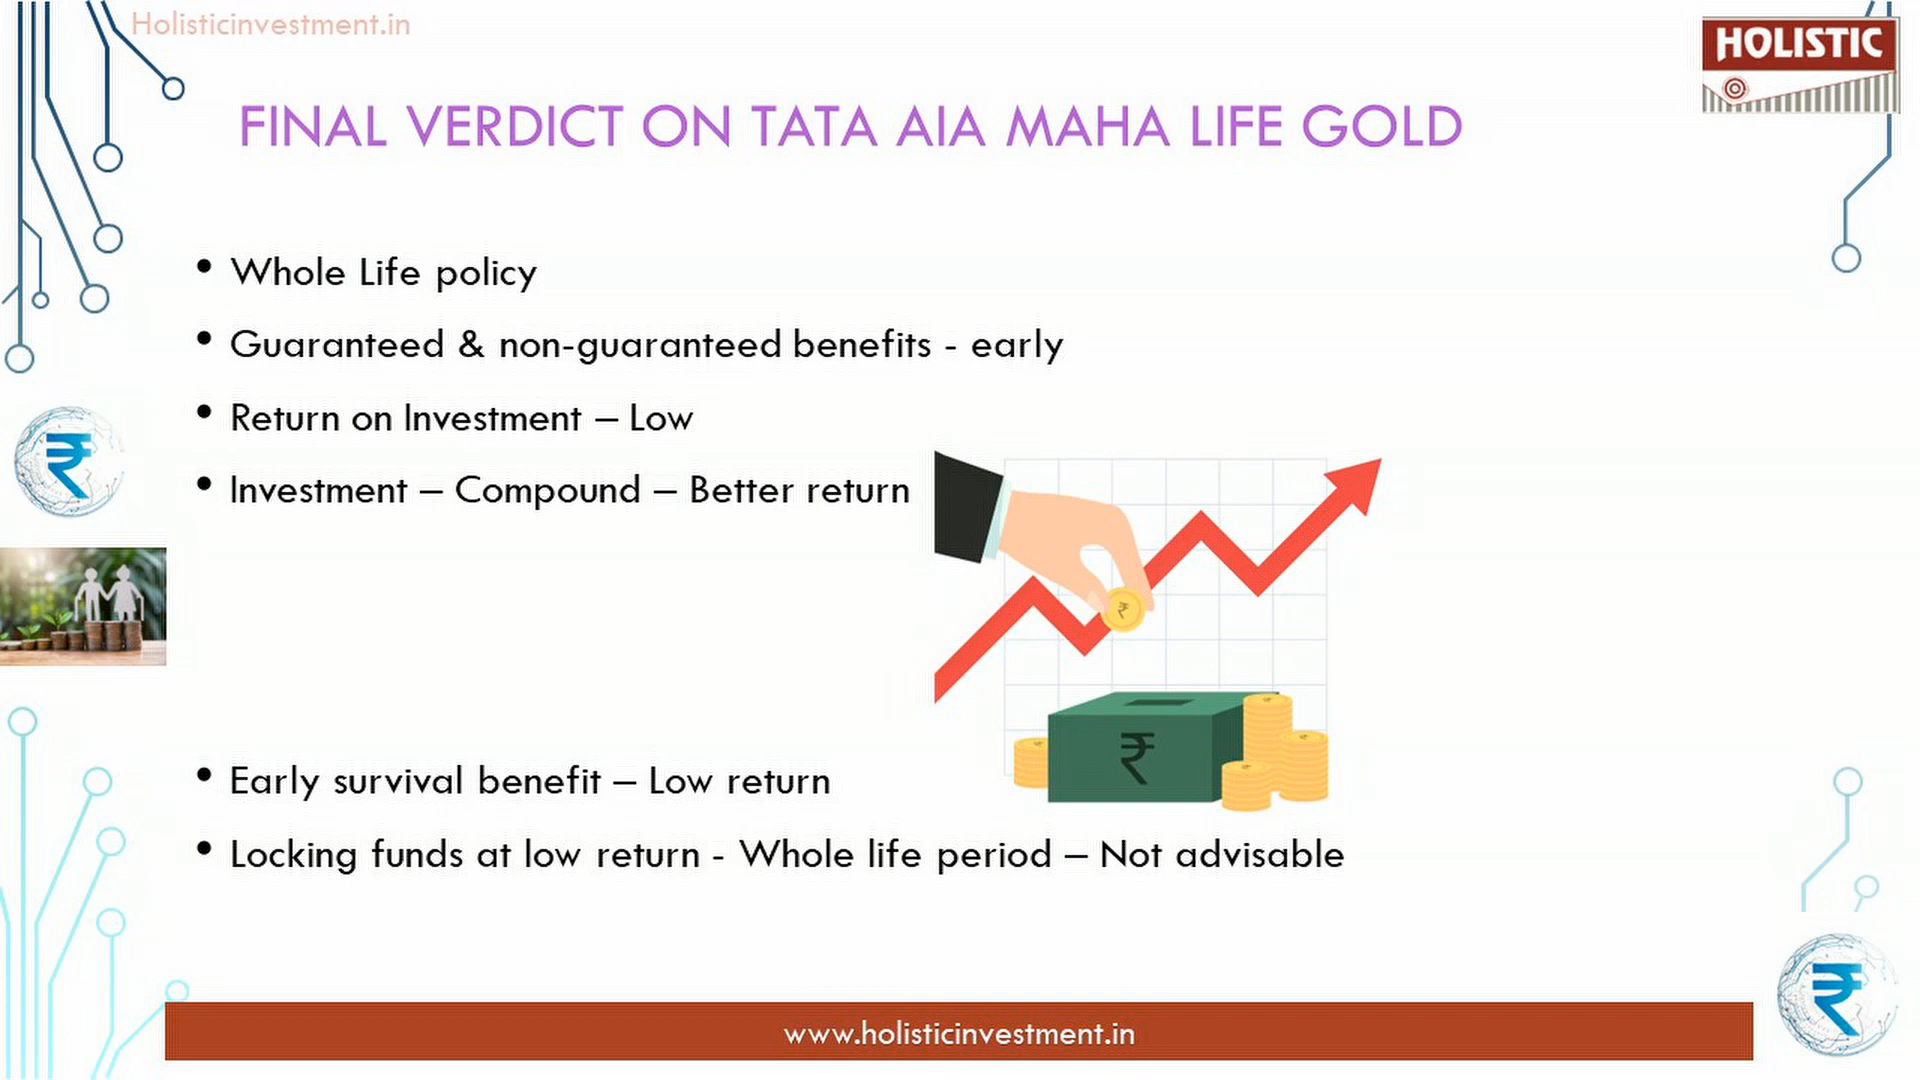 Holisticinvestment.in
HOLISTIC
FINAL VERDICT ON TATA AIA MAHA LIFE GOLD
• Whole Life policy
• Guaranteed & non-guaranteed benefits - early
• Return on Investment – Low
• Investment – Compound – Better return
₹
₹
₹
• Early survival benefit – Low return
• Locking funds at low return - Whole life period – Not advisable
₹
www.holisticinvestment.in